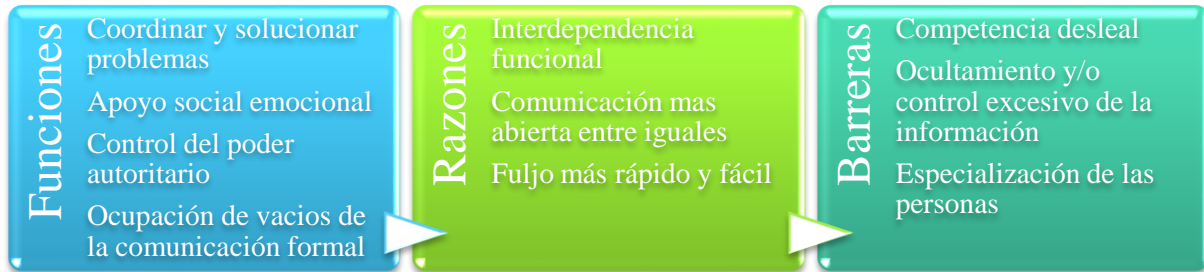 Funciones
Coordinar y solucionar
problemas
Apoyo social emocional
Control del poder
autoritario
Ocupación de vacios de
la comunicación formal
Razones
Interdependencia
funcional
Comunicación mas
abierta entre iguales
Fuljo más rápido y fácil
Barreras
Competencia desleal
Ocultamiento y/o
control excesivo de la
información
Especialización de las
personas